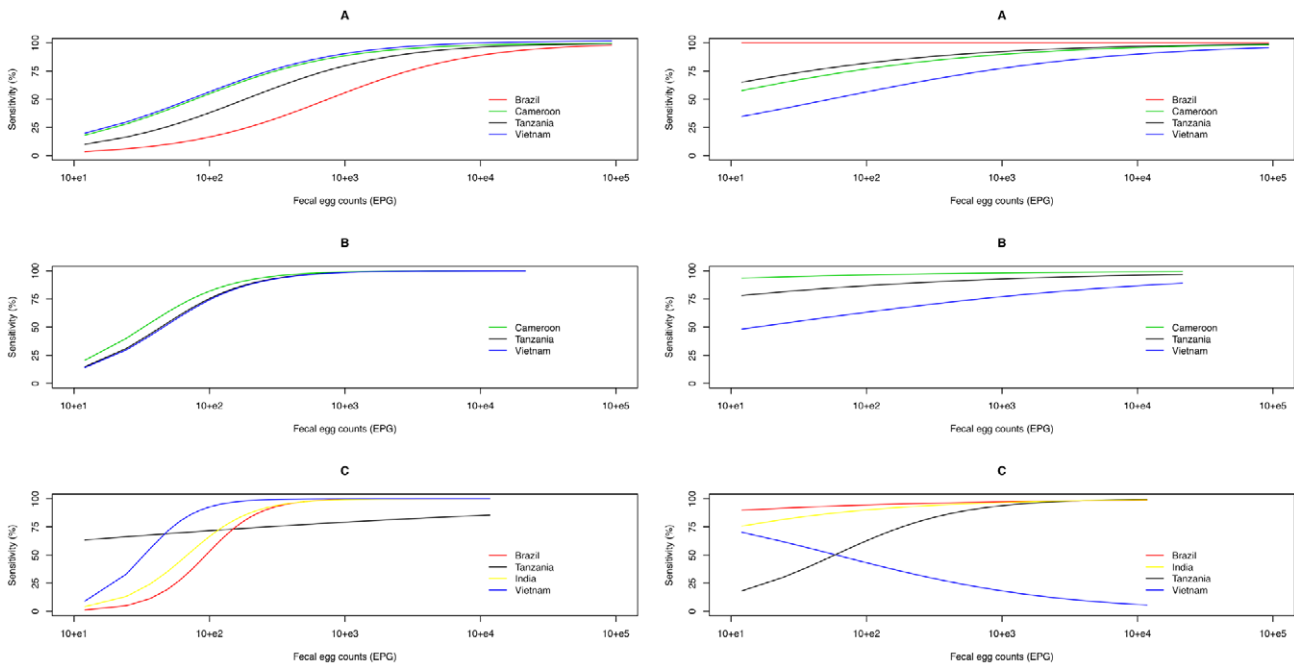 A
Sensitivity (%)
100
75
50
25
0
Brazil
Cameroon
Tanzania
Vietnam
10+e1 10+e2 10+e3 10+e4 10+e5
Fecal egg counts (EPG)
A
Sensitivity (%)
100
75
50
25
0
Brazil
Cameroon
Tanzania
Vietnam
10+e1 10+e2 10+e3 10+e4 10+e5
Fecal egg counts (EPG)
B
Sensitivity (%)
100
75
50
25
0
Cameroon
Tanzania
Vietnam
10+e1 10+e2 10+e3 10+e4 10+e5
Fecal egg counts (EPG)
B
Sensitivity (%)
100
75
50
25
0
Cameroon
Tanzania
Vietnam
10+e1 10+e2 10+e3 10+e4 10+e5
Fecal egg counts (EPG)
C
Sensitivity (%)
100
75
50
25
0
Brazil
Tanzania
India
Vietnam
10+e1 10+e2 10+e3 10+e4 10+e5
Fecal egg counts (EPG)
C
Sensitivity (%)
100
75
50
25
0
Brazil
India
Tanzania
Vietnam
10+e1 10+e2 10+e3 10+e4 10+e5
Fecal egg counts (EPG)